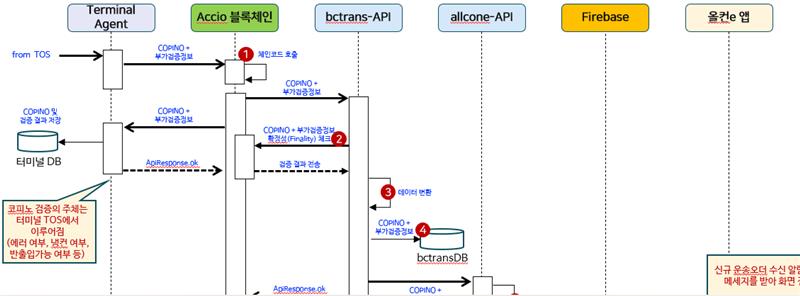 Terminal
Agent
Accio 블록체인
bctrans-API
allcone-API
Firebase
올컨e 앱
from TOS
COPINO +
부가검증정보
1
체인코드 호출
COPINO +
부가검증정보
COPINO 및
검증 결과 저장
COPINO +
부가검증정보
COPINO + 부가검증정보
확정성(Finality) 체크
2
터미널 DB
ApiResponse.ok
검증 결과 전송
3
데이터 변환
코피노 검증의 주체는
터미널 TOS에서
이루어짐
(에러 여부, 냉컨 여부,
반출입가능 여부 등)
COPINO +
부가검증정보
4
bctransDB
신규 운송오더 수신 알림
메세지를 받아 화면
ApiResponse.ok
COPINO +